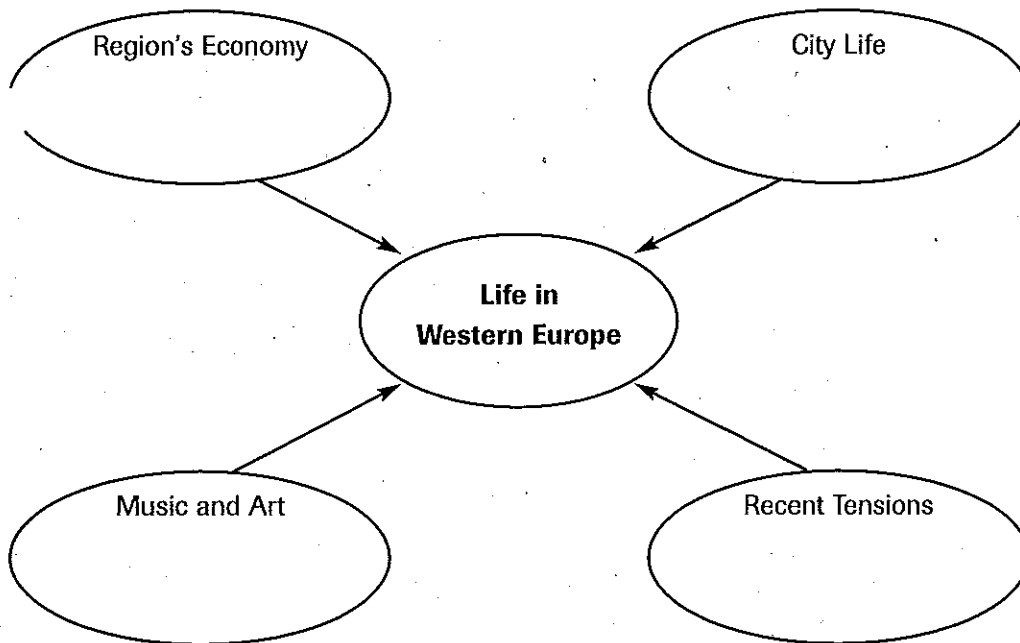 Region's Economy
City Life
Life in
Western Europe
Music and Art
Recent Tensions